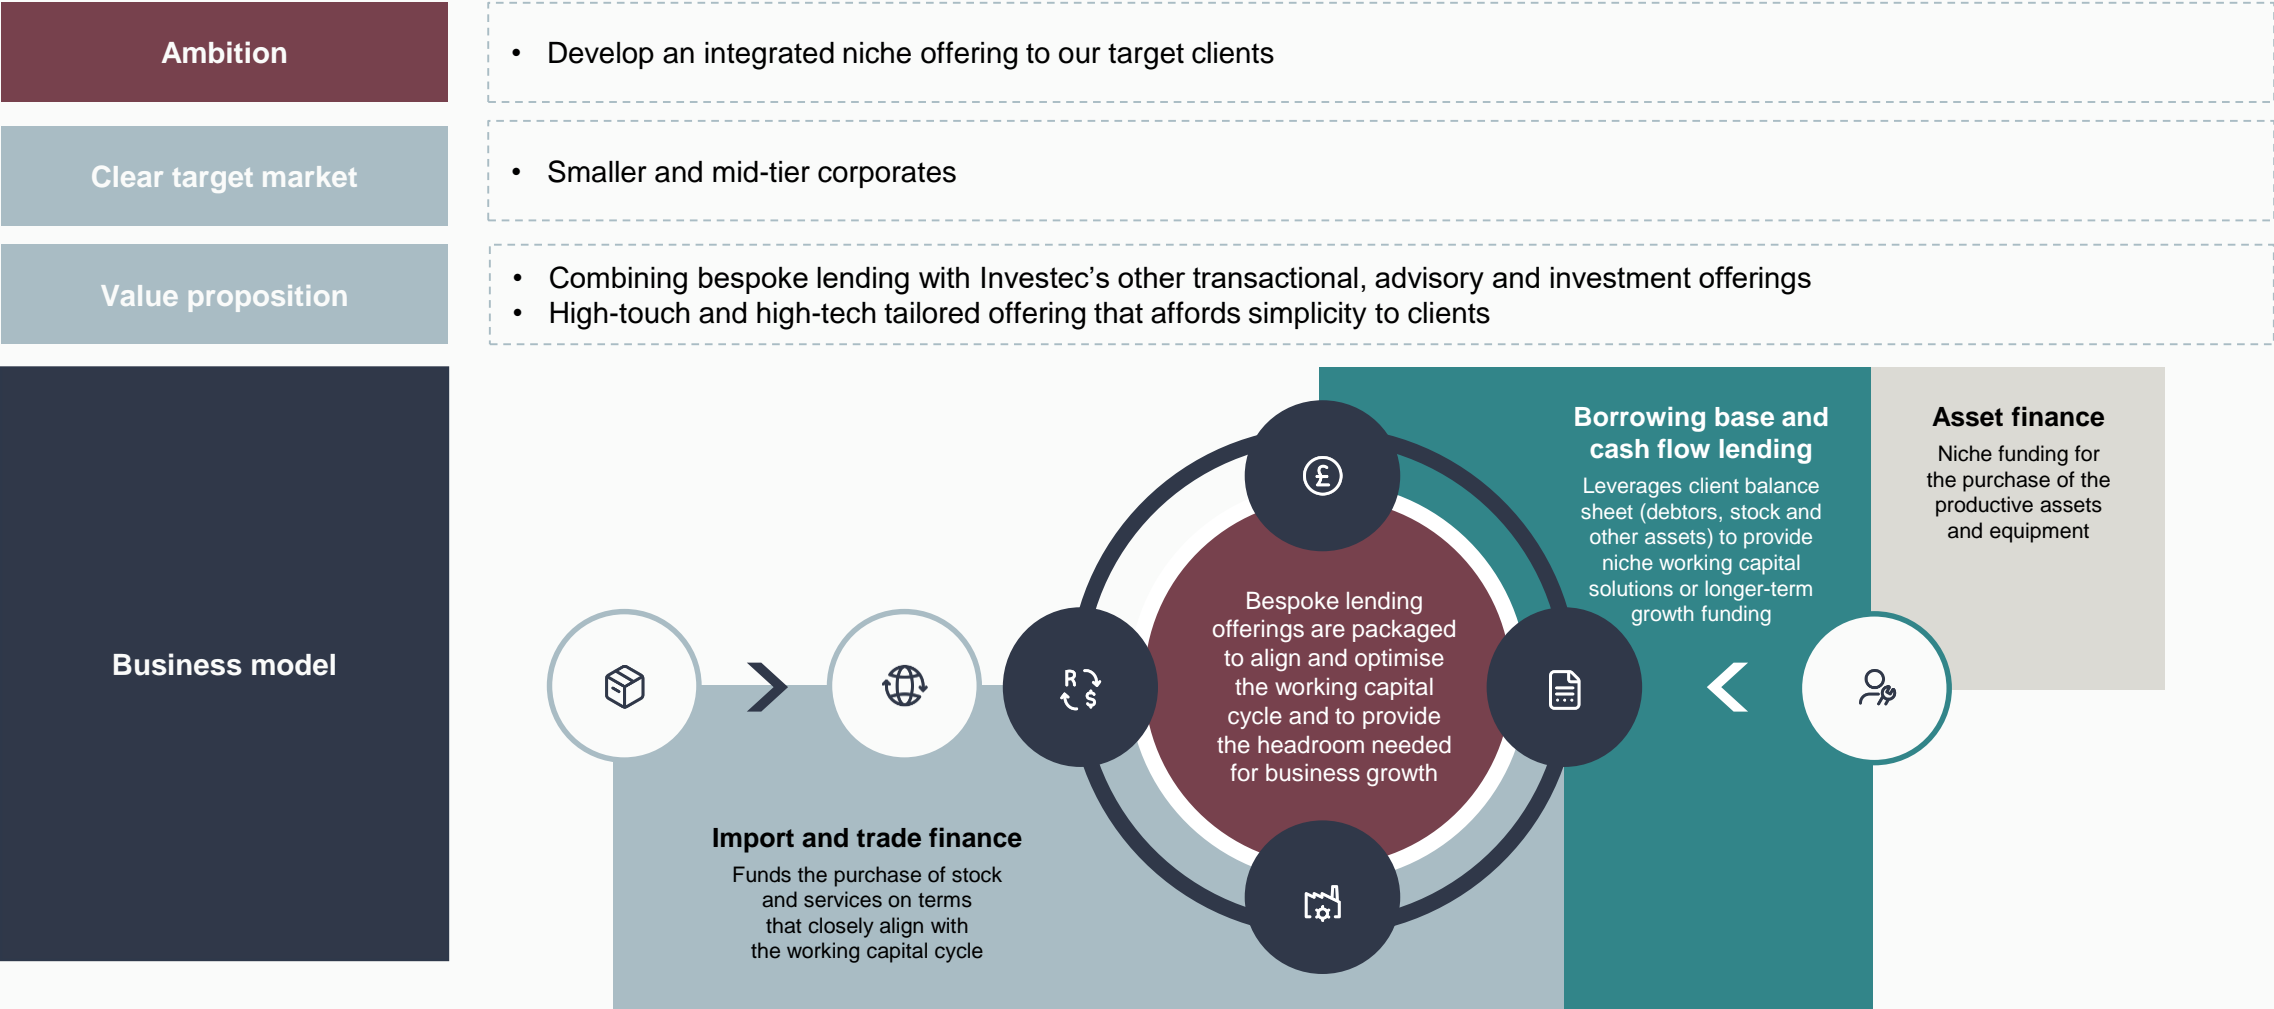 Ambition
• Develop an integrated niche offering to our target clients
Clear target market
• Smaller and mid-tier corporates
Value proposition
• Combining bespoke lending with Investec’s other transactional, advisory and investment offerings
• High-touch and high-tech tailored offering that affords simplicity to clients
Business model
Borrowing base and
cash flow lending
Leverages client balance
sheet (debtors, stock and
other assets) to provide
niche working capital
solutions or longer-term
growth funding
Asset finance
Niche funding for
the purchase of the
productive assets
and equipment
£
R
$
Bespoke lending
offerings are packaged
to align and optimise
the working capital
cycle and to provide
the headroom needed
for business growth
Import and trade finance
Funds the purchase of stock
and services on terms
that closely align with
the working capital cycle